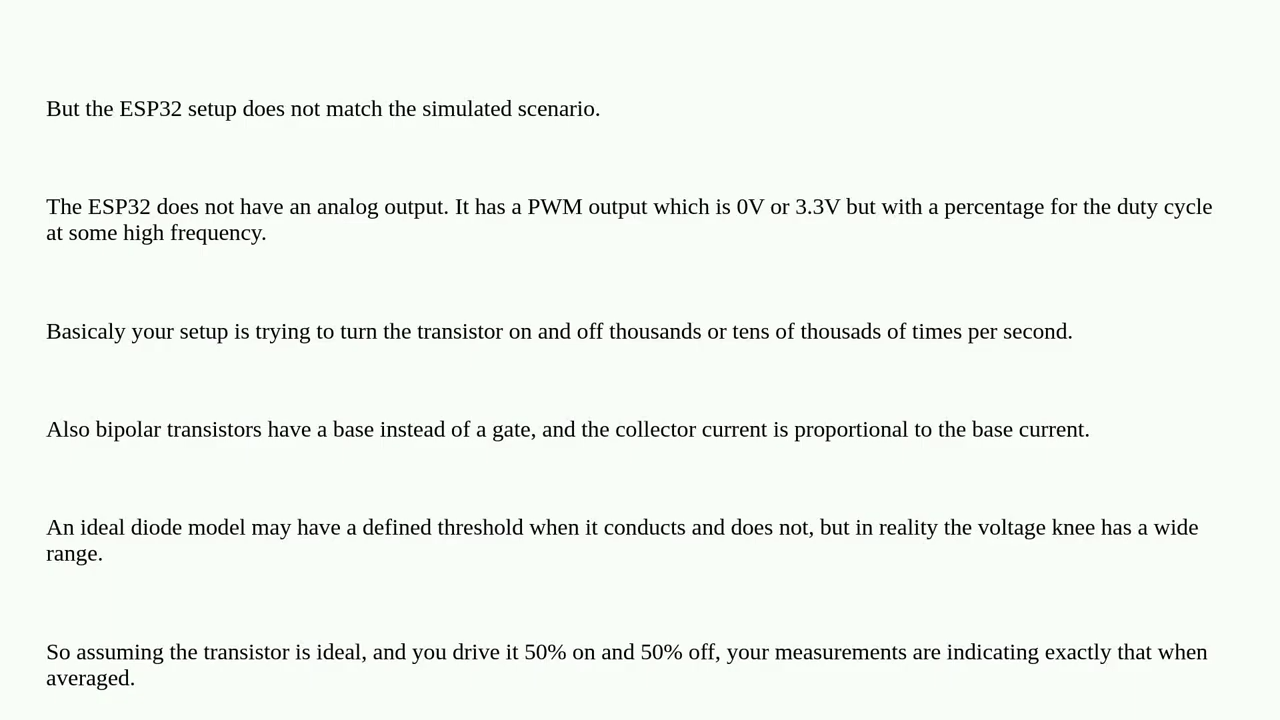 But the ESP32 setup does not match the simulated scenario.
The ESP32 does not have an analog output. It has a PWM output which is 0V or 3.3V but with a percentage for the duty cycle
at some high frequency.
Basicaly your setup is trying to turn the transistor on and off thousands or tens of thousads of times per second.
Also bipolar transistors have a base instead of a gate, and the collector current is proportional to the base current.
An ideal diode model may have a defined threshold when it conducts and does not, but in reality the voltage knee has a wide
range.
So assuming the transistor is ideal, and you drive it 50% on and 50% off, your measurements are indicating exactly that when
averaged.